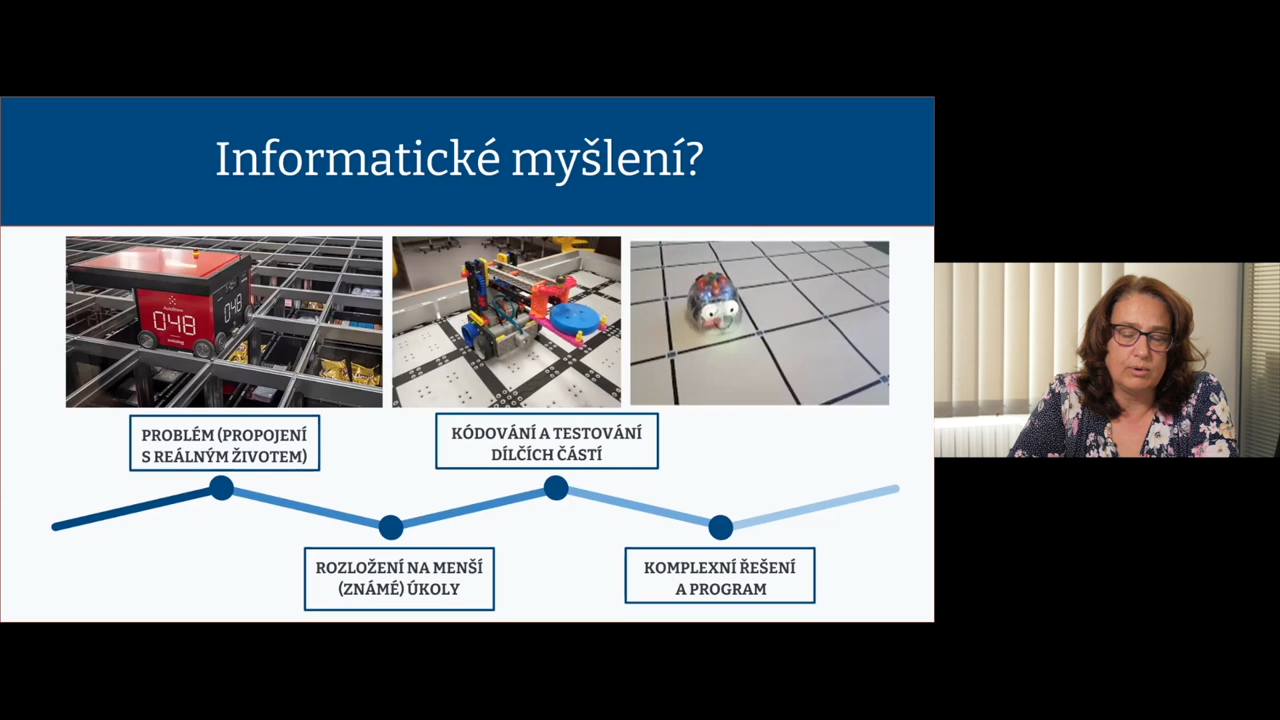 Informatické myšlení?
048
048
PROBLÉM (PROPOJENÍ
S REÁLNÝM ŽIVOTEM)
KÓDOVÁNÍ A TESTOVÁNÍ
DÍLČÍCH ČÁSTÍ
ROZLOŽENÍ NA MENŠÍ
(ZNÁMÉ) ÚKOLY
KOMPLEXNÍ ŘEŠENÍ
A PROGRAM